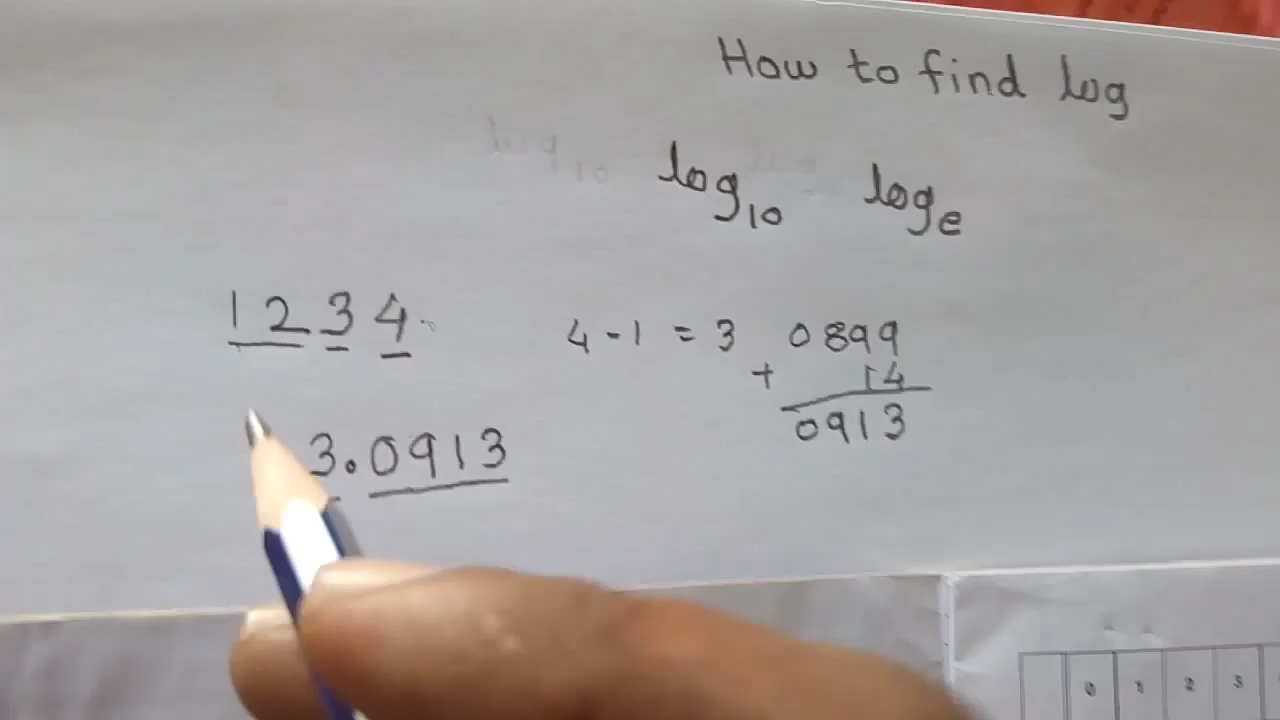 How to find log
log10 loge
1234. 4-1 = 3 0899
+ 14
0913
3.0913
0 1 2 3